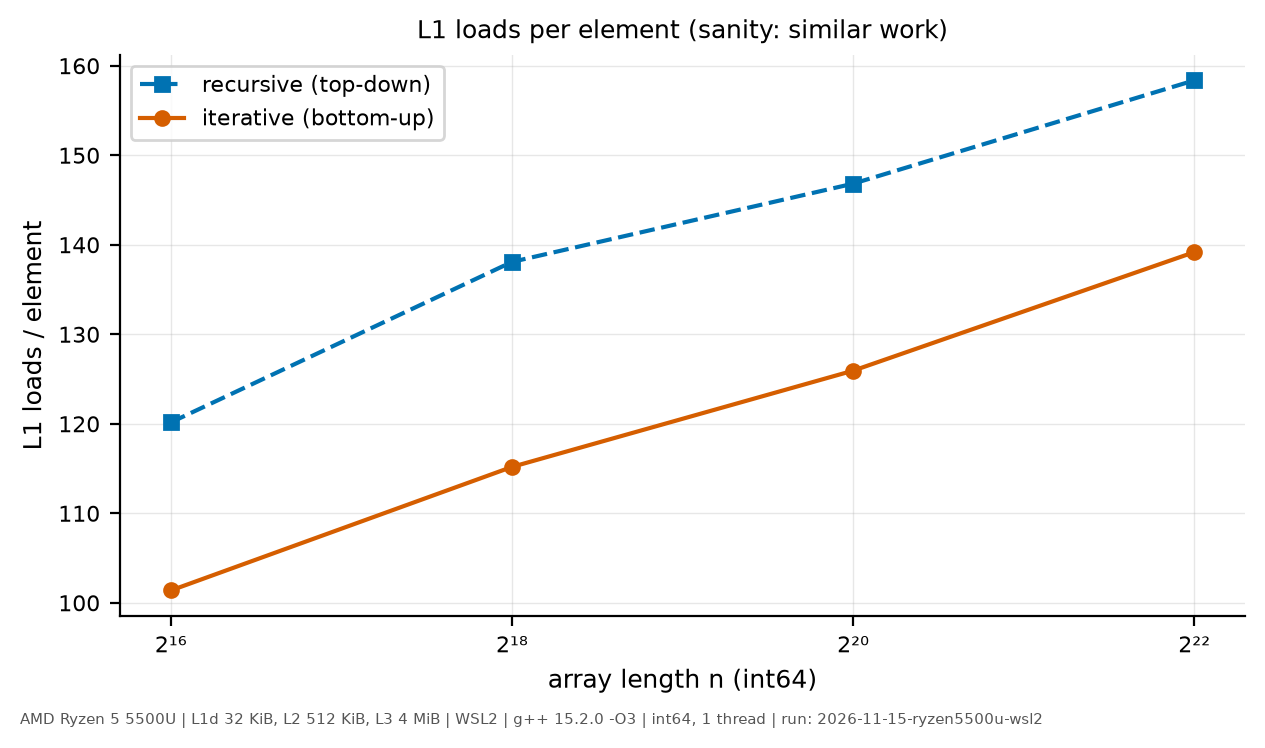 L1 loads per element (sanity: similar work)
160
150
140
130
120
110
100
L1 loads / element
recursive (top-down)
iterative (bottom-up)
2¹⁶
2¹⁸
2²⁰
2²²
array length n (int64)
AMD Ryzen 5 5500U | L1d 32 KiB, L2 512 KiB, L3 4 MiB | WSL2 | g++ 15.2.0 -O3 | int64, 1 thread | run: 2026-11-15-ryzen5500u-wsl2